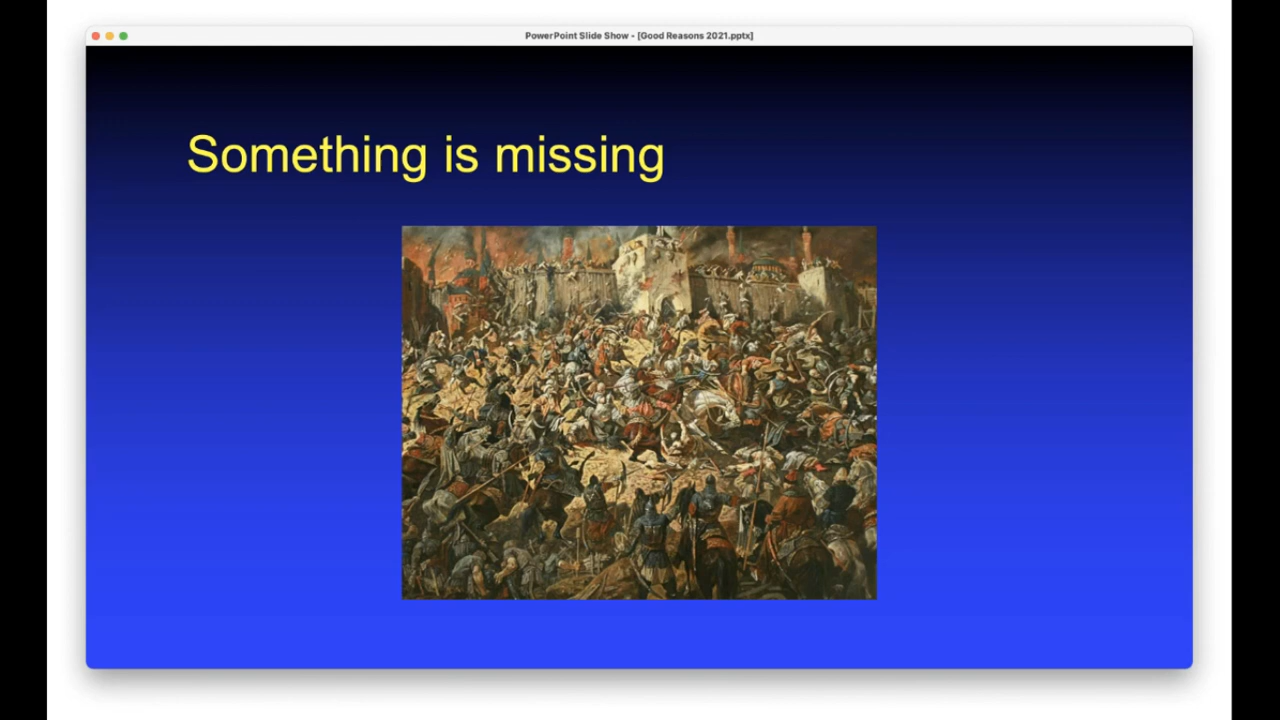 PowerPoint Slide Show - [Good Reasons 2021.pptx]
Something is missing